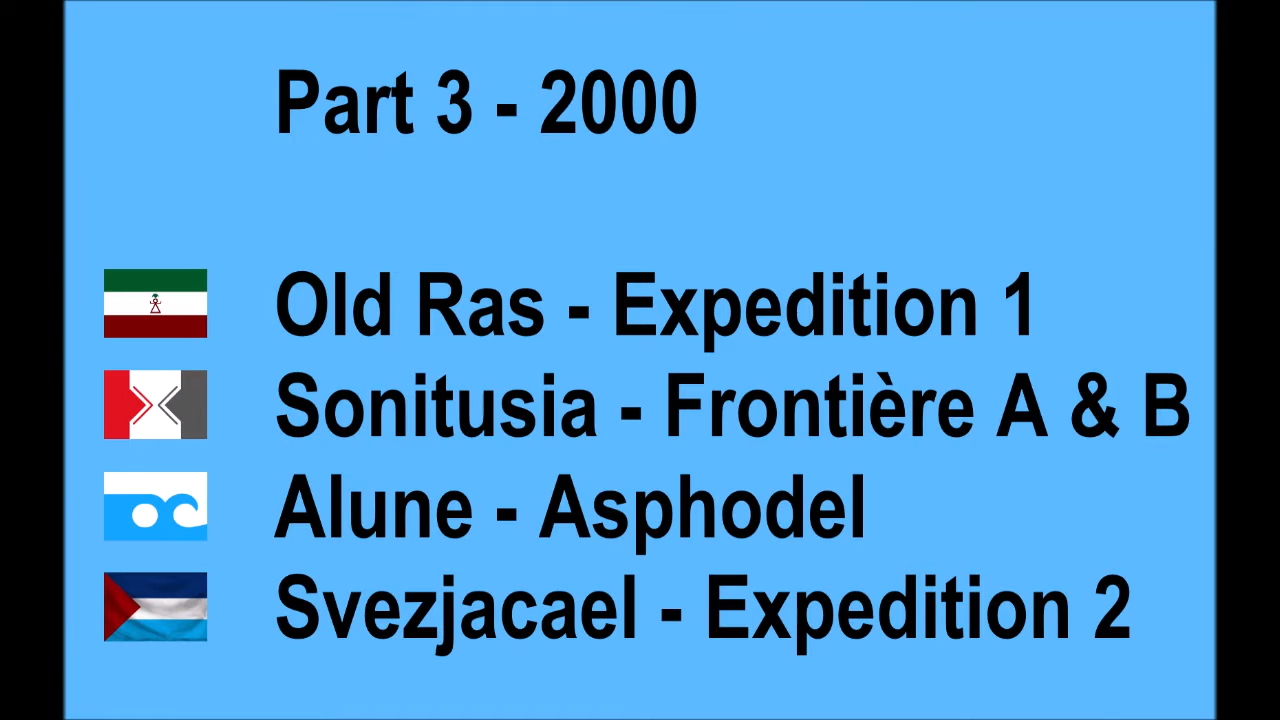 Part 3 - 2000
Old Ras - Expedition 1
Sonitusia - Frontière A & B
Alune - Asphodel
Svezjacael - Expedition 2